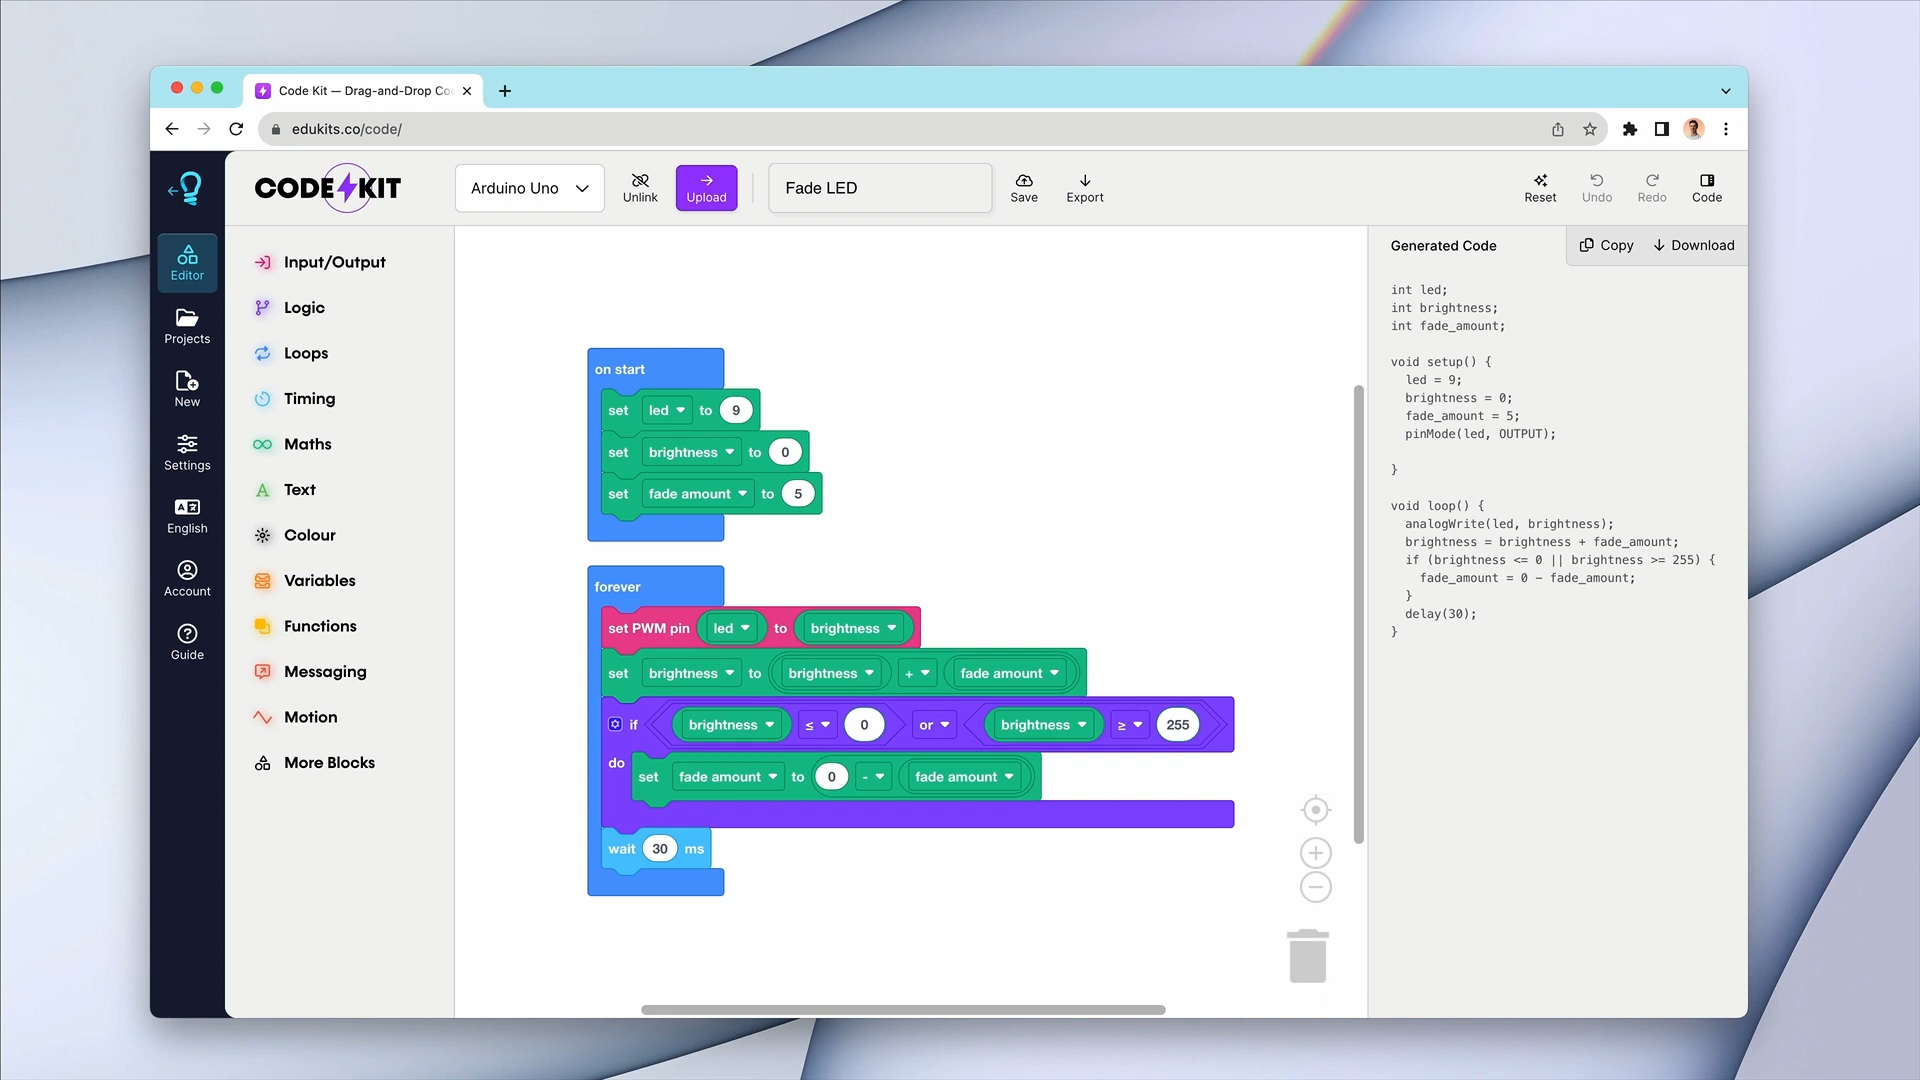 Code Kit — Drag-and-Drop Co
edukits.co/code/
CODE KIT
Arduino Uno
Unlink
Upload
Fade LED
Save
Export
Reset
Undo
Redo
Code
Editor
Projects
New
Settings
English
Account
Guide
Input/Output
Logic
Loops
Timing
Maths
Text
Colour
Variables
Functions
Messaging
Motion
More Blocks
on start
set led to 9
set brightness to 0
set fade amount to 5
forever
set PWM pin led to brightness
set brightness to brightness + fade amount
if brightness ≤ 0 or brightness ≥ 255
do set fade amount to 0 - fade amount
wait 30 ms
Generated Code
Copy
Download
int led;
int brightness;
int fade_amount;
void setup() {
led = 9;
brightness = 0;
fade_amount = 5;
pinMode(led, OUTPUT);
}
void loop() {
analogWrite(led, brightness);
brightness = brightness + fade_amount;
if (brightness <= 0 || brightness >= 255) {
fade_amount = 0 - fade_amount;
}
delay(30);
}